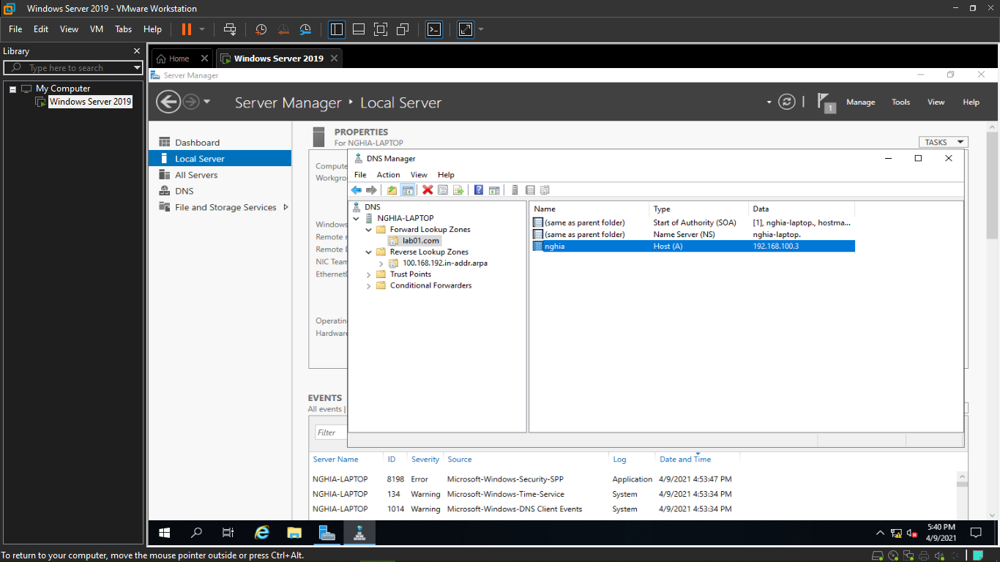 Windows Server 2019 - VMware Workstation
File Edit View VM Tabs Help
Library
Type here to search
My Computer
Windows Server 2019
Home
Windows Server 2019
Server Manager
Server Manager Local Server
1
Manage Tools View Help
Dashboard
Local Server
All Servers
DNS
File and Storage Services
PROPERTIES
For NGHIA-LAPTOP
TASKS
Compute
Workgro
Windows
Remote
Remote D
NIC Team
Ethernet
Operatin
Hardwar
DNS Manager
File Action View Help
DNS
NGHIA-LAPTOP
Forward Lookup Zones
lab01.com
Reverse Lookup Zones
100.168.192.in-addr.arpa
Trust Points
Conditional Forwarders
Name Type Data
(same as parent folder) Start of Authority (SOA) [1], nghia-laptop., hostma...
(same as parent folder) Name Server (NS) nghia-laptop.
nghia Host (A) 192.168.100.3
EVENTS
All events |
Filter
Server Name ID Severity Source Log Date and Time
NGHIA-LAPTOP 8198 Error Microsoft-Windows-Security-SPP Application 4/9/2021 4:53:47 PM
NGHIA-LAPTOP 134 Warning Microsoft-Windows-Time-Service System 4/9/2021 4:53:34 PM
NGHIA-LAPTOP 1014 Warning Microsoft-Windows-DNS Client Events System 4/9/2021 4:53:34 PM
5:40 PM
4/9/2021
To return to your computer, move the mouse pointer outside or press Ctrl+Alt.